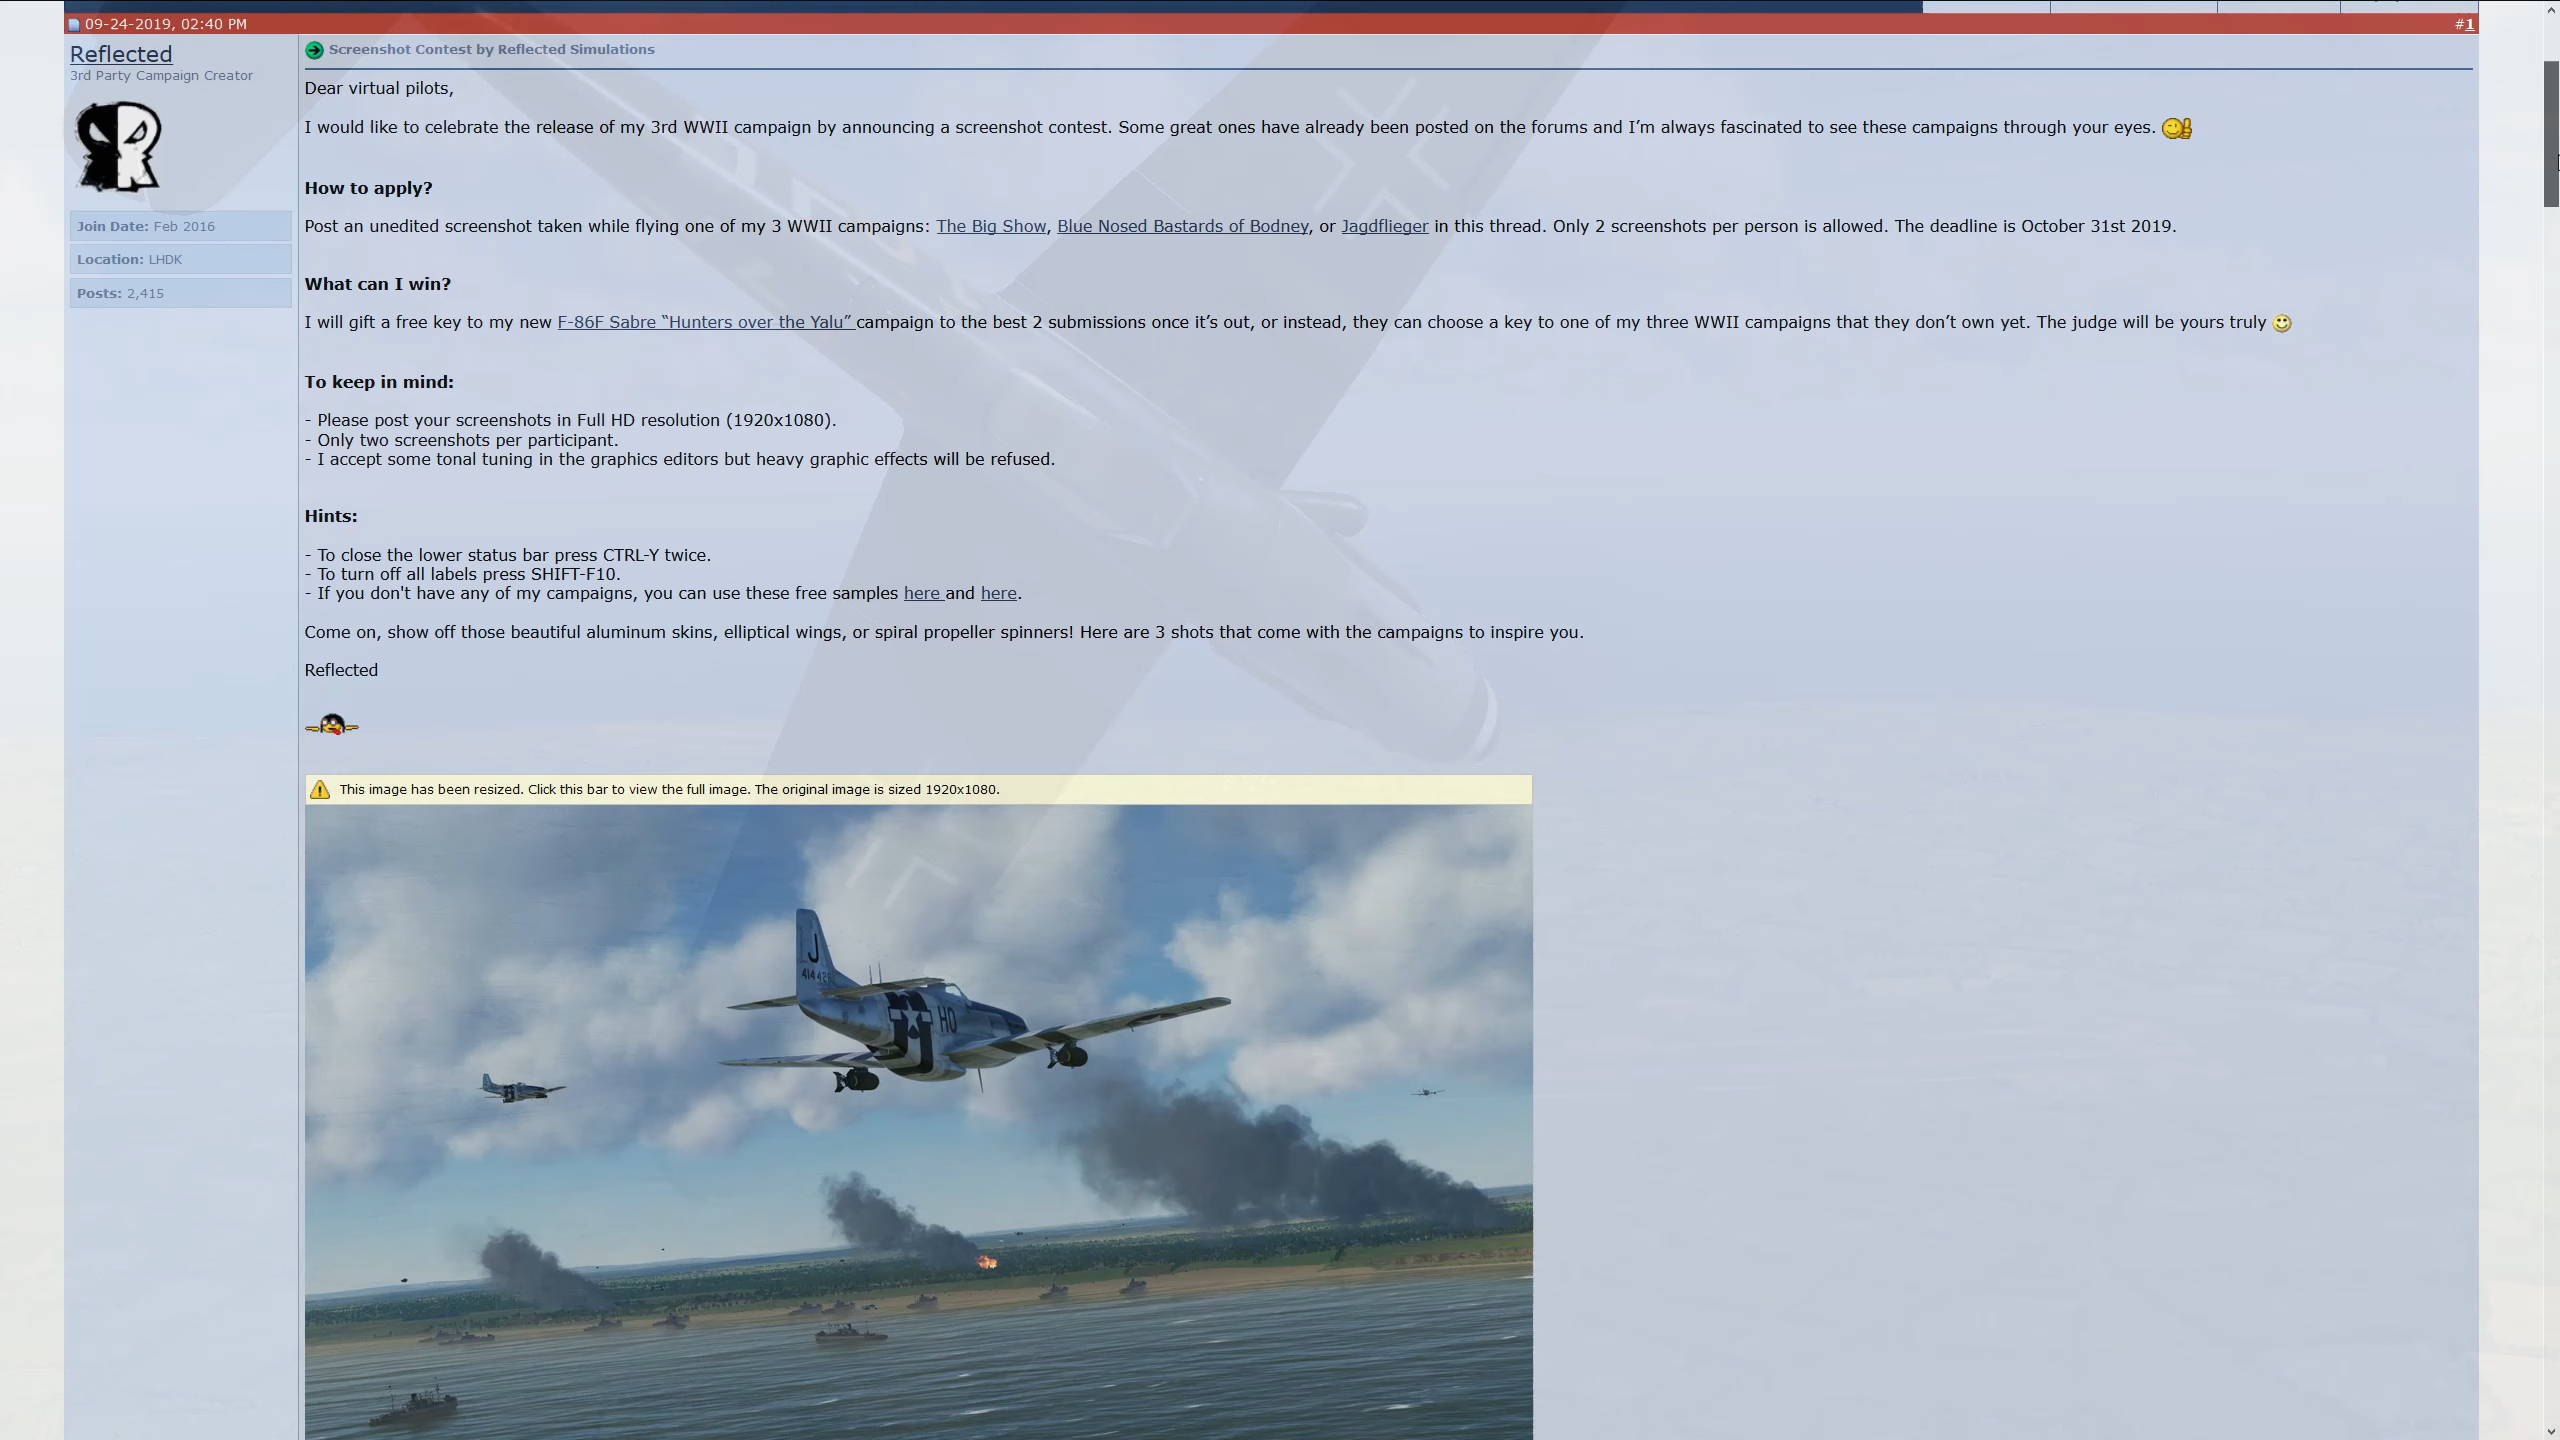 09-24-2019, 02:40 PM
#1
Reflected
3rd Party Campaign Creator
Join Date: Feb 2016
Location: LHDK
Posts: 2,415
Screenshot Contest by Reflected Simulations
Dear virtual pilots,
I would like to celebrate the release of my 3rd WWII campaign by announcing a screenshot contest. Some great ones have already been posted on the forums and I’m always fascinated to see these campaigns through your eyes.
How to apply?
Post an unedited screenshot taken while flying one of my 3 WWII campaigns: The Big Show, Blue Nosed Bastards of Bodney, or Jagdflieger in this thread. Only 2 screenshots per person is allowed. The deadline is October 31st 2019.
What can I win?
I will gift a free key to my new F-86F Sabre “Hunters over the Yalu” campaign to the best 2 submissions once it’s out, or instead, they can choose a key to one of my three WWII campaigns that they don’t own yet. The judge will be yours truly
To keep in mind:
- Please post your screenshots in Full HD resolution (1920x1080).
- Only two screenshots per participant.
- I accept some tonal tuning in the graphics editors but heavy graphic effects will be refused.
Hints:
- To close the lower status bar press CTRL-Y twice.
- To turn off all labels press SHIFT-F10.
- If you don't have any of my campaigns, you can use these free samples here and here.
Come on, show off those beautiful aluminum skins, elliptical wings, or spiral propeller spinners! Here are 3 shots that come with the campaigns to inspire you.
Reflected
This image has been resized. Click this bar to view the full image. The original image is sized 1920x1080.
J
HO